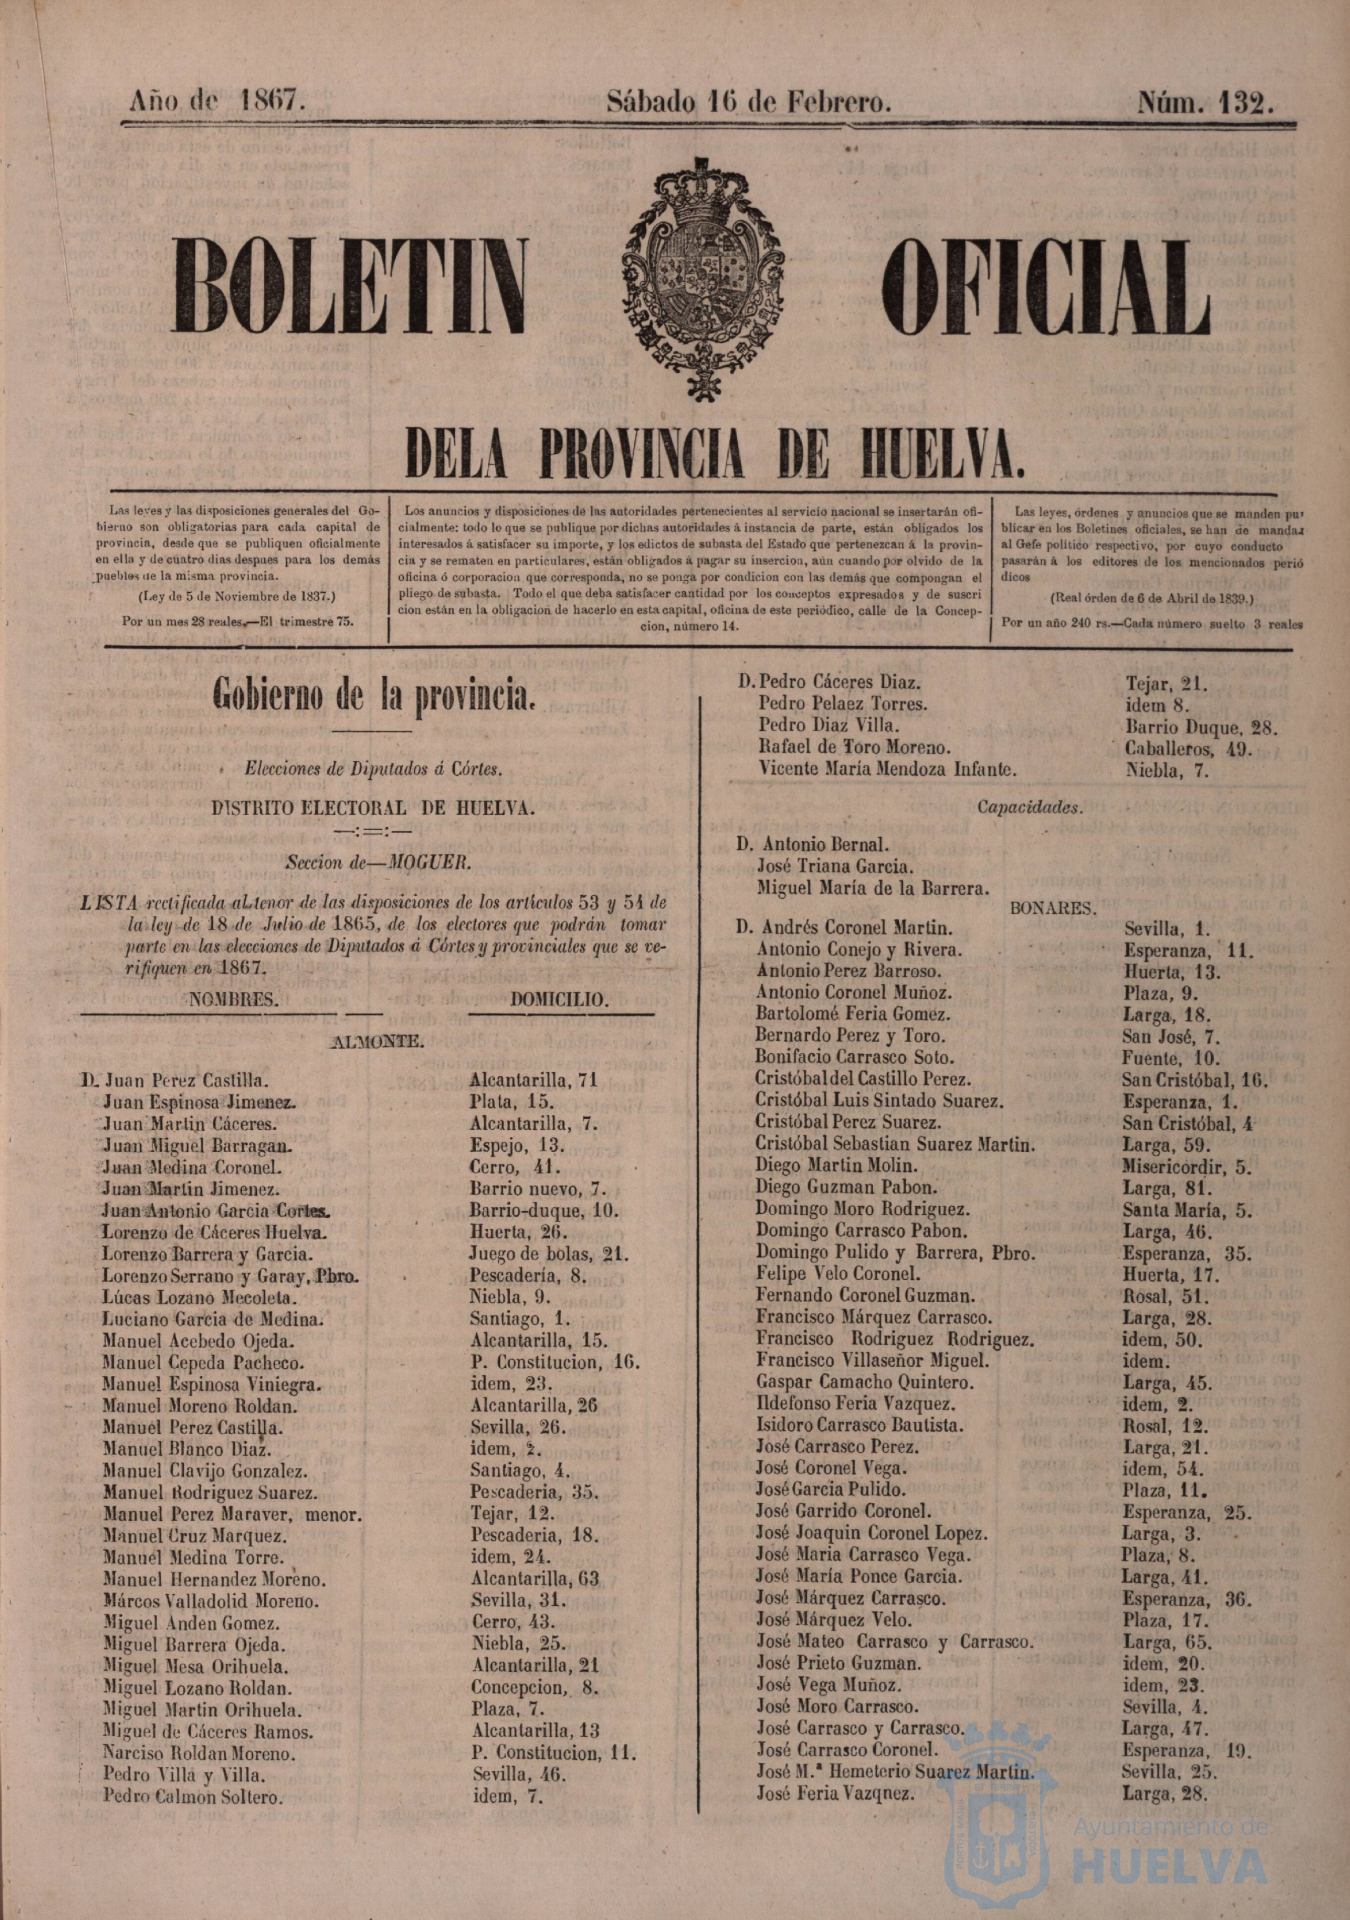 Año de 1867. Sábado 16 de Febrero. Núm. 132.
BOLETIN OFICIAL
DELA PROVINCIA DE HUELVA.
Las leyes y las disposiciones generales del Go-
bierno son obligatorias para cada capital de
provincia, desde que se publiquen oficialmente
en ella y de cuatro dias despues para los demás
pueblos de la misma provincia.
(Ley de 5 de Noviembre de 1837.)
Por un mes 28 reales.—El trimestre 75.
Los anuncios y disposiciones de las autoridades pertenecientes al servicio nacional se insertarán ofi-
cialmente: todo lo que se publique por dichas autoridades á instancia de parte, están obligados los
interesados á satisfacer su importe, y los edictos de subasta del Estado que pertenezcan á la provin-
cia y se rematen en particulares, están obligados á pagar su insercion, aún cuando por olvido de la
oficina ó corporacion que corresponda, no se ponga por condicion con las demás que compongan el
pliego de subasta. Todo el que deba satisfacer cantidad por los conceptos expresados y de suscri
cion están en la obligacion de hacerlo en esta capital, oficina de este periódico, calle de la Concep-
cion, número 14.
Las leyes, órdenes y anuncios que se manden pu
blicar en los Boletines oficiales, se han de mandar
al Gefe político respectivo, por cuyo conducto
pasarán á los editores de los mencionados perió
dicos
(Real órden de 6 de Abril de 1839.)
Por un año 240 rs.—Cada número suelto 3 reales
Gobierno de la provincia.
Elecciones de Diputados á Córtes.
DISTRITO ELECTORAL DE HUELVA.
Seccion de—MOGUER.
LISTA rectificada al tenor de las disposiciones de los artículos 53 y 54 de
la ley de 18 de Julio de 1865, de los electores que podrán tomar
parte en las elecciones de Diputados á Córtes y provinciales que se ve-
rifiquen en 1867.
NOMBRES. DOMICILIO.
ALMONTE.
D. Juan Perez Castilla. Alcantarilla, 71
Juan Espinosa Jimenez. Plata, 15.
Juan Martin Cáceres. Alcantarilla, 7.
Juan Miguel Barragan. Espejo, 13.
Juan Medina Coronel. Cerro, 41.
Juan Martin Jimenez. Barrio nuevo, 7.
Juan Antonio Garcia Cortes. Barrio-duque, 10.
Lorenzo de Cáceres Huelva. Huerta, 26.
Lorenzo Barrera y Garcia. Juego de bolas, 21.
Lorenzo Serrano y Garay, Pbro. Pescadería, 8.
Lúcas Lozano Mecoleta. Niebla, 9.
Luciano Garcia de Medina. Santiago, 1.
Manuel Acebedo Ojeda. Alcantarilla, 15.
Manuel Cepeda Pacheco. P. Constitucion, 16.
Manuel Espinosa Viniegra. idem, 23.
Manuel Moreno Roldan. Alcantarilla, 26
Manuel Perez Castilla. Sevilla, 26.
Manuel Blanco Diaz. idem, 2.
Manuel Clavijo Gonzalez. Santiago, 4.
Manuel Rodriguez Suarez. Pescaderia, 35.
Manuel Perez Maraver, menor. Tejar, 12.
Manuel Cruz Marquez. Pescaderia, 18.
Manuel Medina Torre. idem, 24.
Manuel Hernandez Moreno. Alcantarilla, 63
Márcos Valladolid Moreno. Sevilla, 31.
Miguel Anden Gomez. Cerro, 43.
Miguel Barrera Ojeda. Niebla, 25.
Miguel Mesa Orihuela. Alcantarilla, 21
Miguel Lozano Roldan. Concepcion, 8.
Miguel Martin Orihuela. Plaza, 7.
Miguel de Cáceres Ramos. Alcantarilla, 13
Narciso Roldan Moreno. P. Constitucion, 11.
Pedro Villa y Villa. Sevilla, 46.
Pedro Calmon Soltero. idem, 7.
D. Pedro Cáceres Diaz. Tejar, 21.
Pedro Pelaez Torres. idem 8.
Pedro Diaz Villa. Barrio Duque, 28.
Rafael de Toro Moreno. Caballeros, 49.
Vicente María Mendoza Infante. Niebla, 7.
Capacidades.
D. Antonio Bernal.
José Triana Garcia.
Miguel María de la Barrera.
BONARES.
D. Andrés Coronel Martin. Sevilla, 1.
Antonio Conejo y Rivera. Esperanza, 11.
Antonio Perez Barroso. Huerta, 13.
Antonio Coronel Muñoz. Plaza, 9.
Bartolomé Feria Gomez. Larga, 18.
Bernardo Perez y Toro. San José, 7.
Bonifacio Carrasco Soto. Fuente, 10.
Cristóbal del Castillo Perez. San Cristóbal, 16.
Cristóbal Luis Sintado Suarez. Esperanza, 1.
Cristóbal Perez Suarez. San Cristóbal, 4
Cristóbal Sebastian Suarez Martin. Larga, 59.
Diego Martin Molin. Misericordir, 5.
Diego Guzman Pabon. Larga, 81.
Domingo Moro Rodriguez. Santa María, 5.
Domingo Carrasco Pabon. Larga, 46.
Domingo Pulido y Barrera, Pbro. Esperanza, 35.
Felipe Velo Coronel. Huerta, 17.
Fernando Coronel Guzman. Rosal, 51.
Francisco Márquez Carrasco. Larga, 28.
Francisco Rodriguez Rodriguez. idem, 50.
Francisco Villaseñor Miguel. idem.
Gaspar Camacho Quintero. Larga, 45.
Ildefonso Feria Vazquez. idem, 2.
Isidoro Carrasco Bautista. Rosal, 12.
José Carrasco Perez. Larga, 21.
José Coronel Vega. idem, 54.
José Garcia Pulido. Plaza, 11.
José Garrido Coronel. Esperanza, 25.
José Joaquin Coronel Lopez. Larga, 3.
José Maria Carrasco Vega. Plaza, 8.
José María Ponce Garcia. Larga, 41.
José Márquez Carrasco. Esperanza, 36.
José Márquez Velo. Plaza, 17.
José Mateo Carrasco y Carrasco. Larga, 65.
José Prieto Guzman. idem, 20.
José Vega Muñoz. idem, 23.
José Moro Carrasco. Sevilla, 4.
José Carrasco y Carrasco. Larga, 47.
José Carrasco Coronel. Esperanza, 19.
José M.ª Hemeterio Suarez Martin. Sevilla, 25.
José Feria Vazqnez. Larga, 28.
Ayuntamiento de
HUELVA